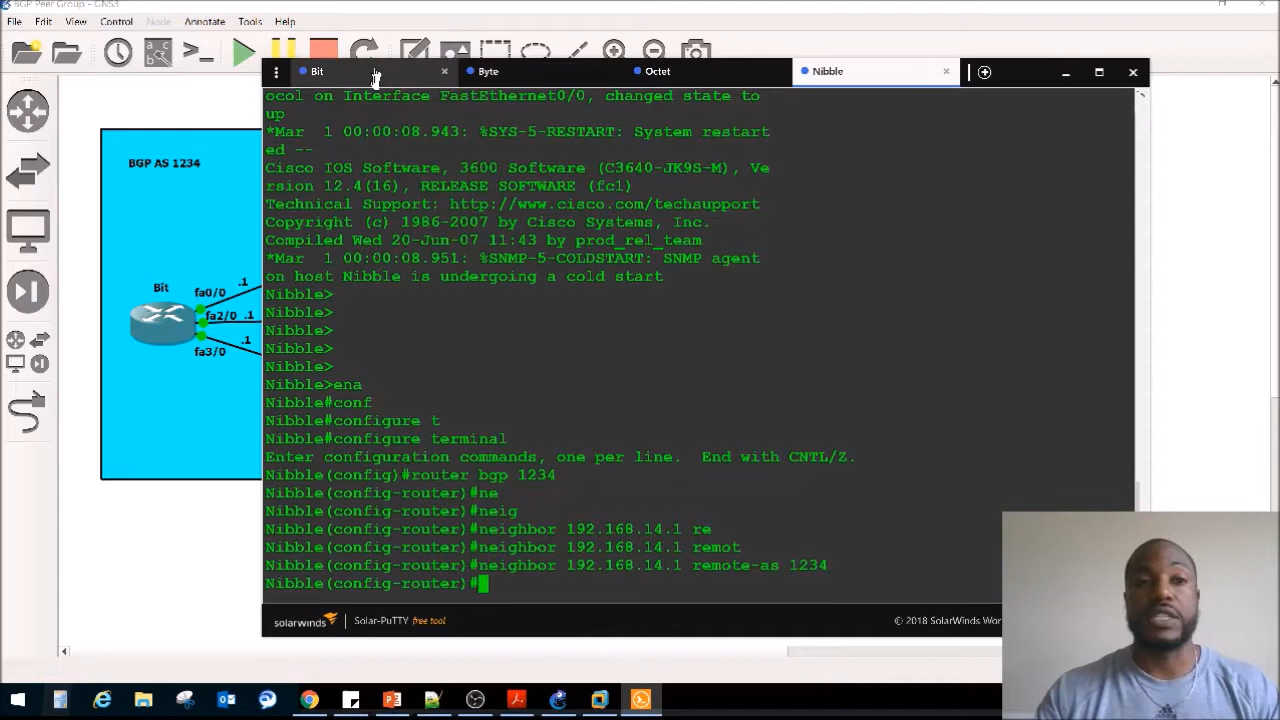 BGP Peer Group - GNS3
File Edit View Control Node Annotate Tools Help
Bit Byte Octet Nibble
ocol on Interface FastEthernet0/0, changed state to
up
*Mar 1 00:00:08.943: %SYS-5-RESTART: System restart
ed --
Cisco IOS Software, 3600 Software (C3640-JK9S-M), Ve
rsion 12.4(16), RELEASE SOFTWARE (fc1)
Technical Support: http://www.cisco.com/techsupport
Copyright (c) 1986-2007 by Cisco Systems, Inc.
Compiled Wed 20-Jun-07 11:43 by prod_rel_team
*Mar 1 00:00:08.951: %SNMP-5-COLDSTART: SNMP agent
on host Nibble is undergoing a cold start
Nibble>
Nibble>
Nibble>
Nibble>
Nibble>
Nibble>ena
Nibble#conf
Nibble#configure t
Nibble#configure terminal
Enter configuration commands, one per line. End with CNTL/Z.
Nibble(config)#router bgp 1234
Nibble(config-router)#ne
Nibble(config-router)#neig
Nibble(config-router)#neighbor 192.168.14.1 re
Nibble(config-router)#neighbor 192.168.14.1 remot
Nibble(config-router)#neighbor 192.168.14.1 remote-as 1234
Nibble(config-router)#
BGP AS 1234
Bit
fa0/0 .1
fa2/0 .1
fa3/0 .1
solarwinds Solar-PuTTY free tool © 2018 SolarWinds Wor